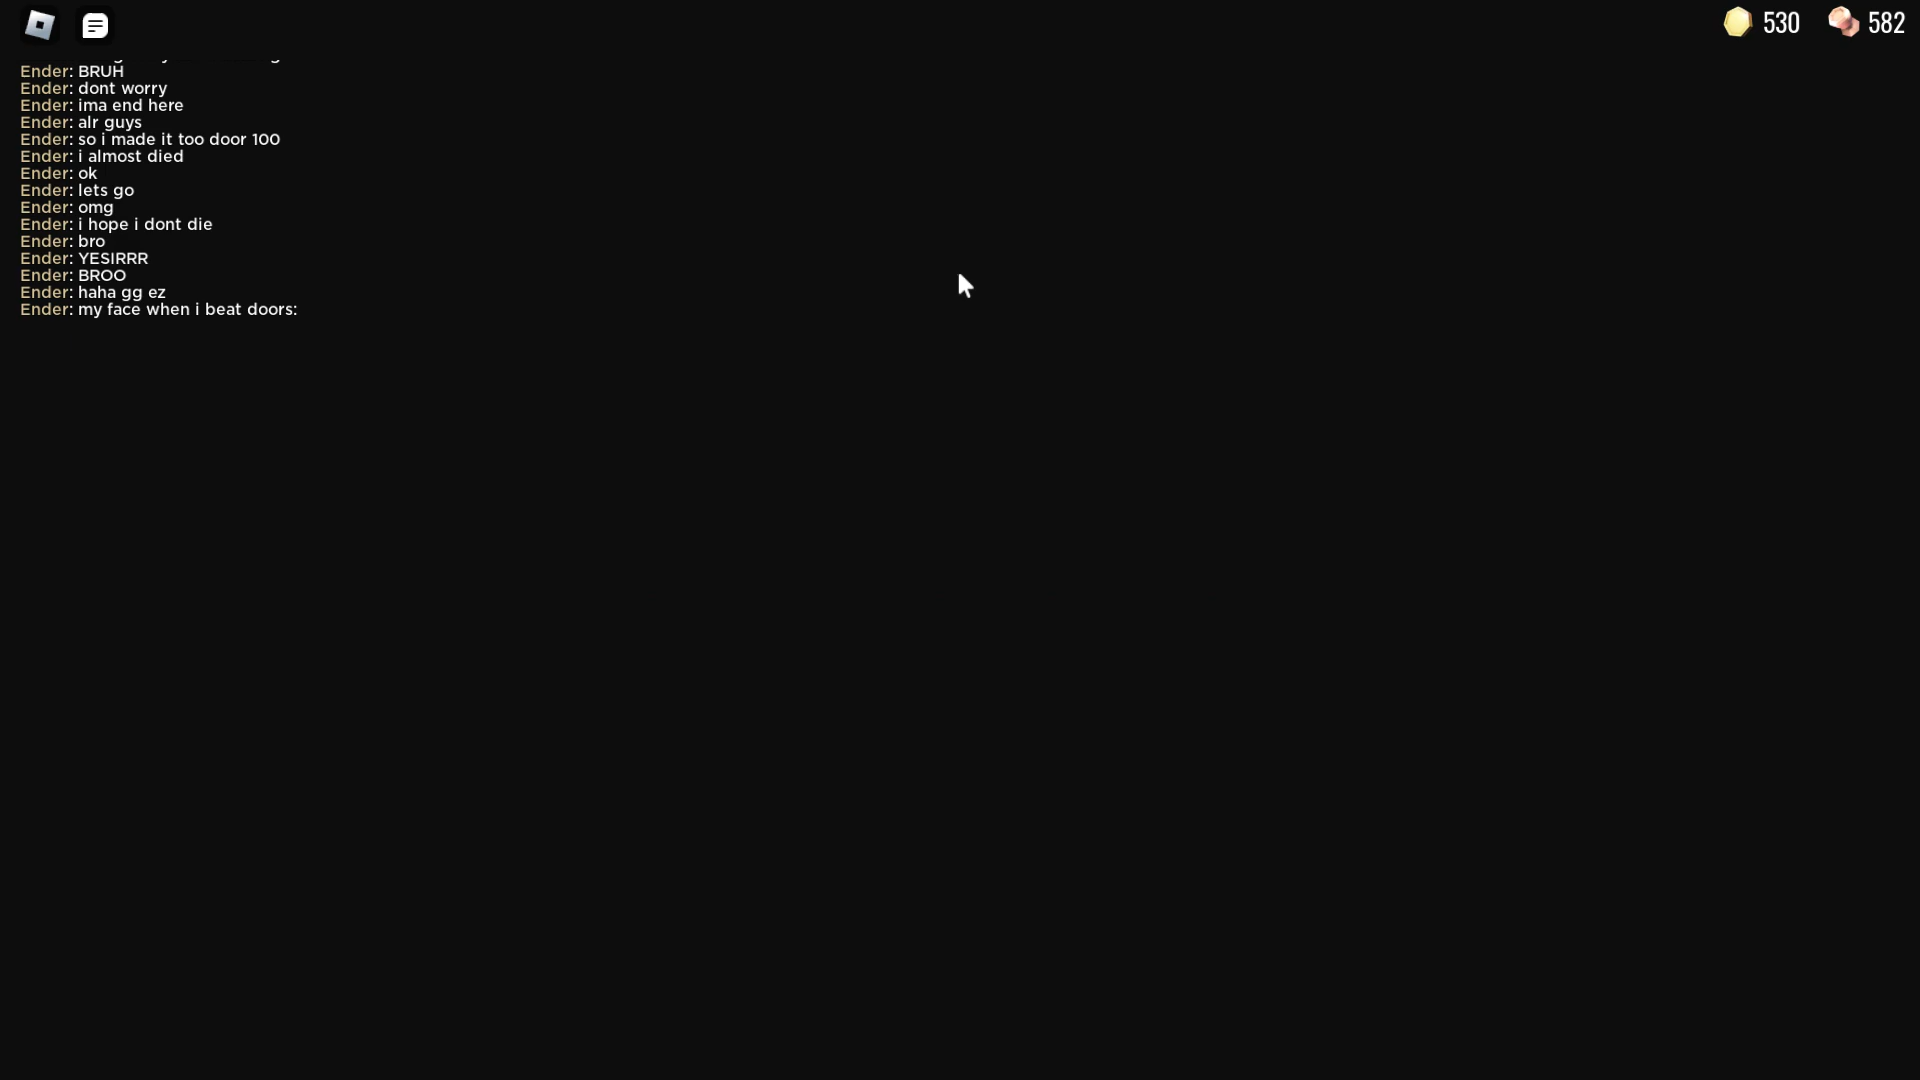 530 582
Ender: BRUH
Ender: dont worry
Ender: ima end here
Ender: alr guys
Ender: so i made it too door 100
Ender: i almost died
Ender: ok
Ender: lets go
Ender: omg
Ender: i hope i dont die
Ender: bro
Ender: YESIRRR
Ender: BROO
Ender: haha gg ez
Ender: my face when i beat doors: